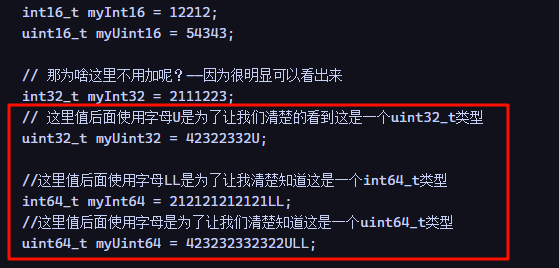 int16_t myInt16 = 12212;
uint16_t myUint16 = 54343;
// 那为啥这里不用加呢？——因为很明显可以看出来
int32_t myInt32 = 2111223;
// 这里值后面使用字母U是为了让我们清楚的看到这是一个uint32_t类型
uint32_t myUint32 = 42322332U;
//这里值后面使用字母LL是为了让我清楚知道这是一个int64_t类型
int64_t myInt64 = 212121212121LL;
//这里值后面使用字母是为了让我们清楚知道这是一个uint64_t类型
uint64_t myUint64 = 423232332322ULL;